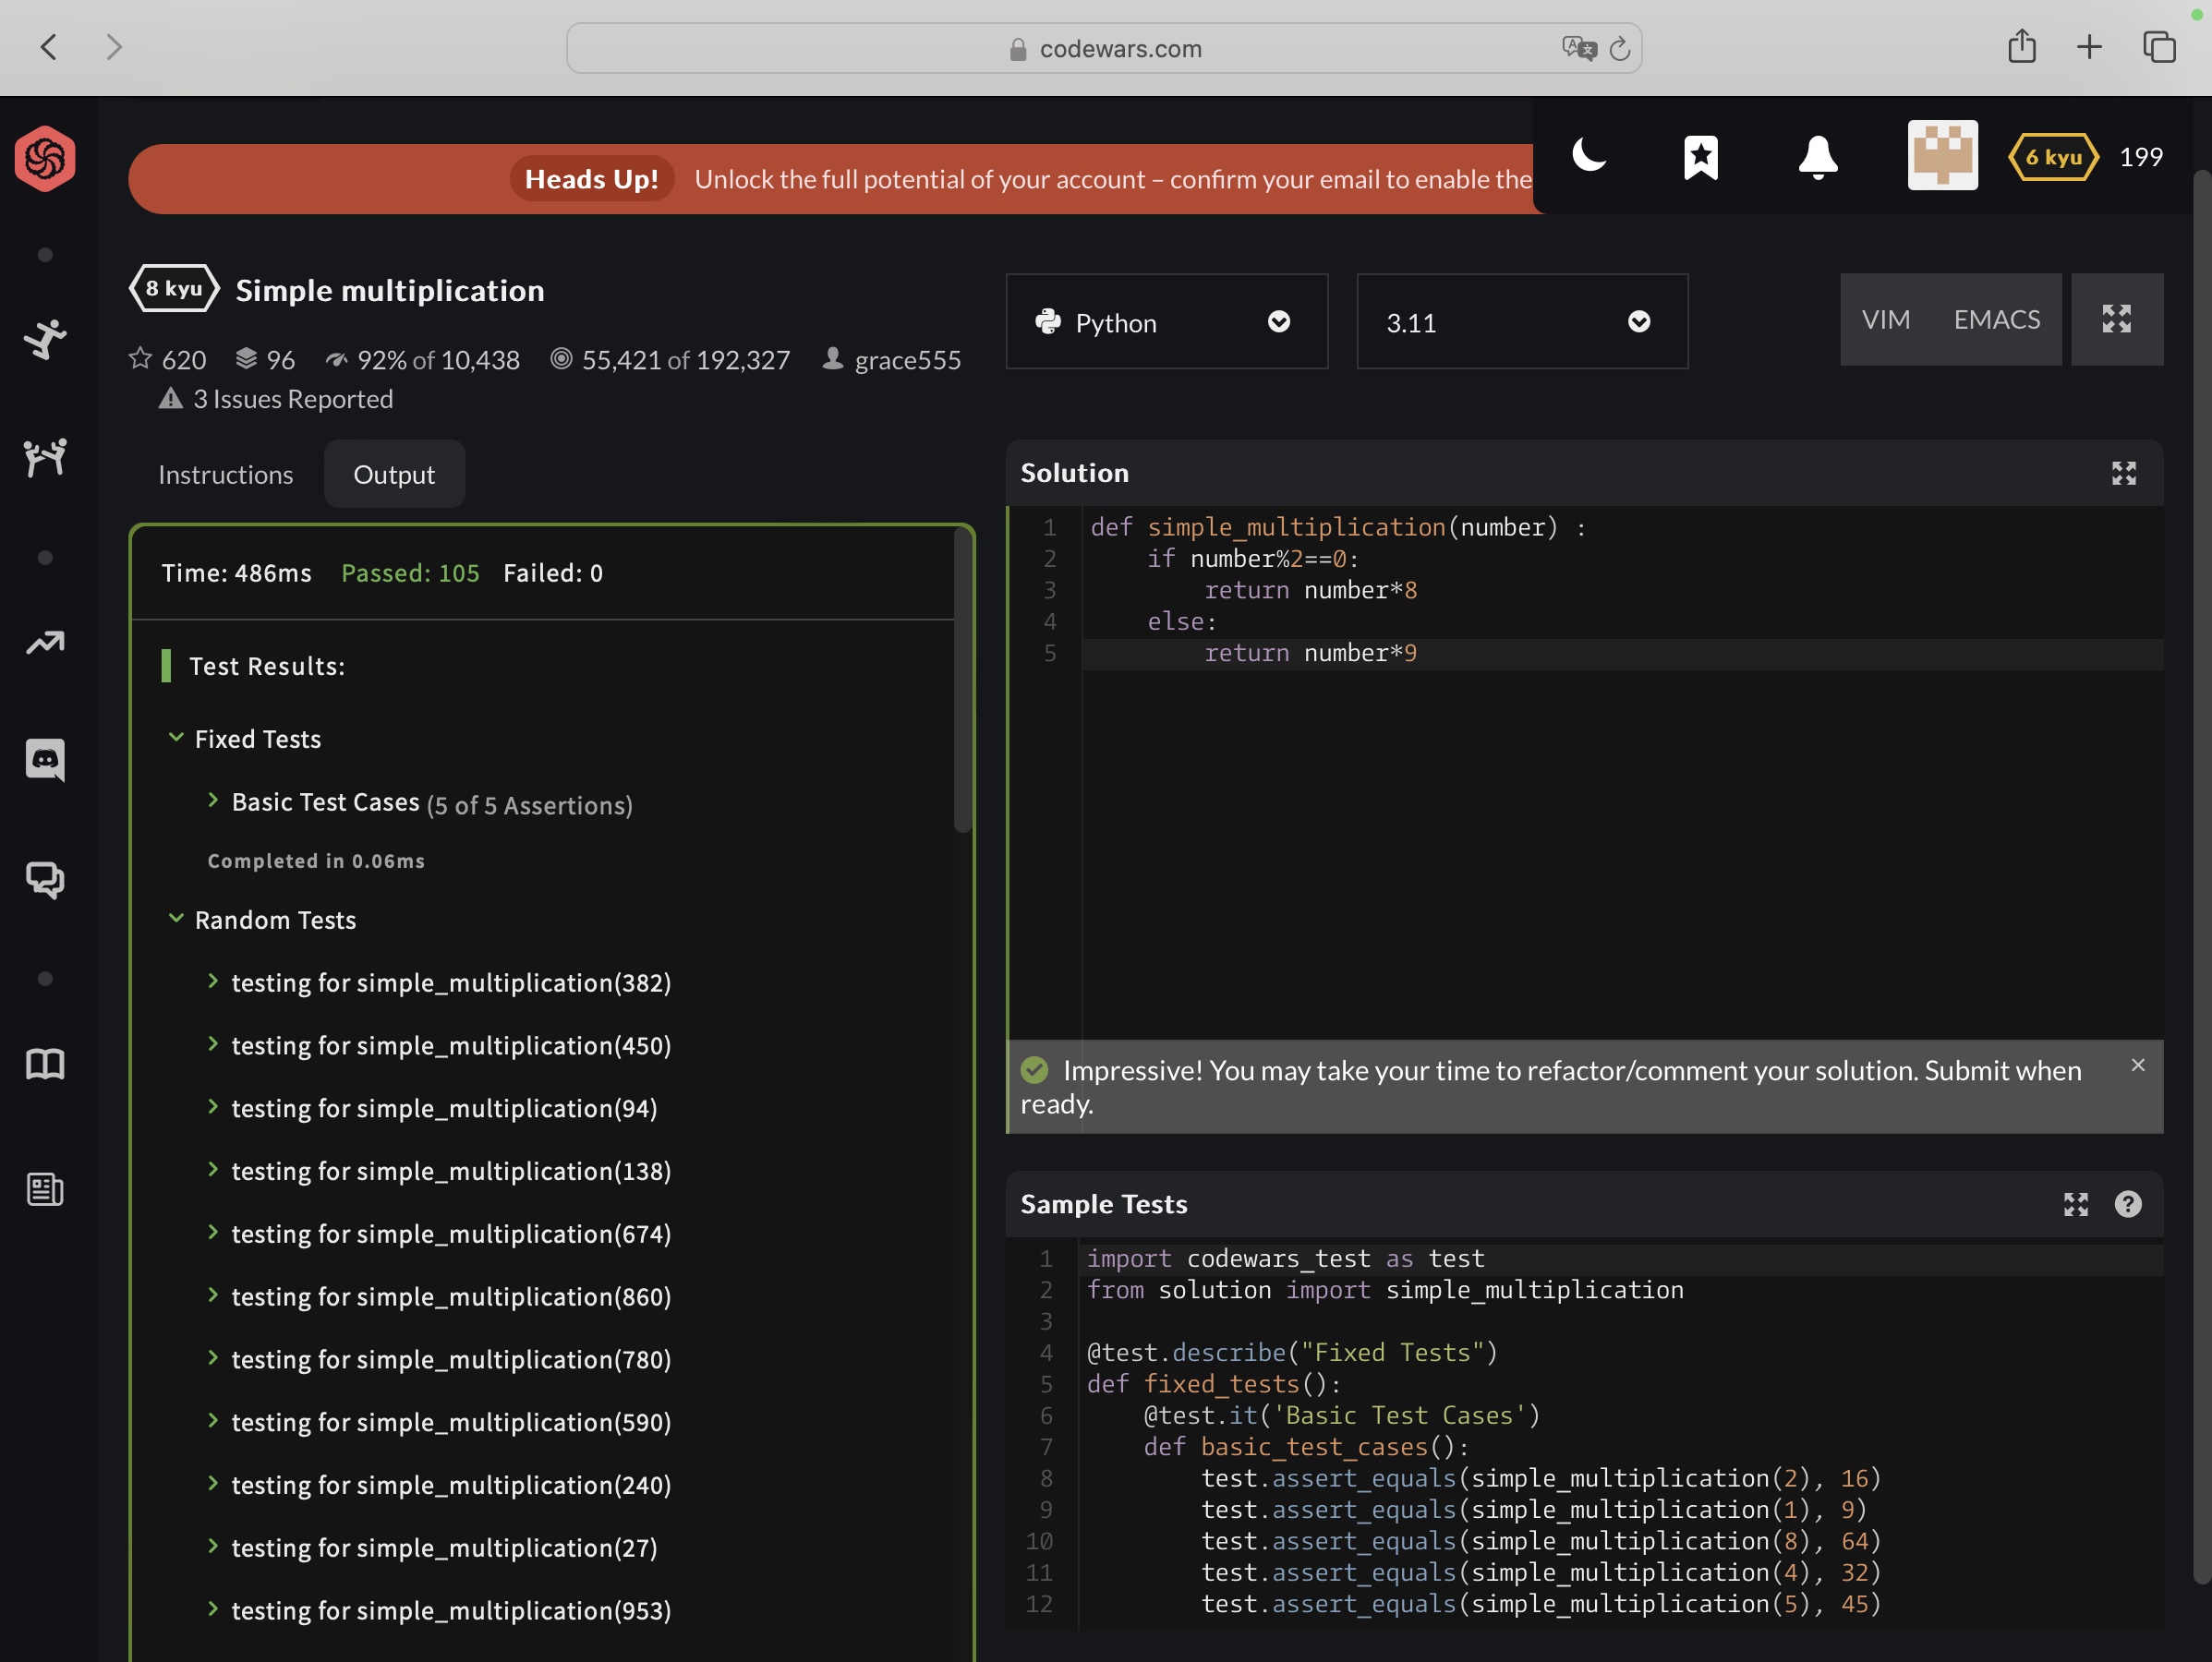 codewars.com
Heads Up! Unlock the full potential of your account – confirm your email to enable the
6 kyu 199
8 kyu Simple multiplication
620 96 92% of 10,438 55,421 of 192,327 grace555
3 Issues Reported
Python
3.11
VIM EMACS
Instructions Output
Time: 486ms Passed: 105 Failed: 0
Test Results:
Fixed Tests
Basic Test Cases (5 of 5 Assertions)
Completed in 0.06ms
Random Tests
testing for simple_multiplication(382)
testing for simple_multiplication(450)
testing for simple_multiplication(94)
testing for simple_multiplication(138)
testing for simple_multiplication(674)
testing for simple_multiplication(860)
testing for simple_multiplication(780)
testing for simple_multiplication(590)
testing for simple_multiplication(240)
testing for simple_multiplication(27)
testing for simple_multiplication(953)
Solution
1 def simple_multiplication(number) :
2     if number%2==0:
3         return number*8
4     else:
5         return number*9
Impressive! You may take your time to refactor/comment your solution. Submit when
ready.
Sample Tests
1 import codewars_test as test
2 from solution import simple_multiplication
3
4 @test.describe("Fixed Tests")
5 def fixed_tests():
6     @test.it('Basic Test Cases')
7     def basic_test_cases():
8         test.assert_equals(simple_multiplication(2), 16)
9         test.assert_equals(simple_multiplication(1), 9)
10         test.assert_equals(simple_multiplication(8), 64)
11         test.assert_equals(simple_multiplication(4), 32)
12         test.assert_equals(simple_multiplication(5), 45)